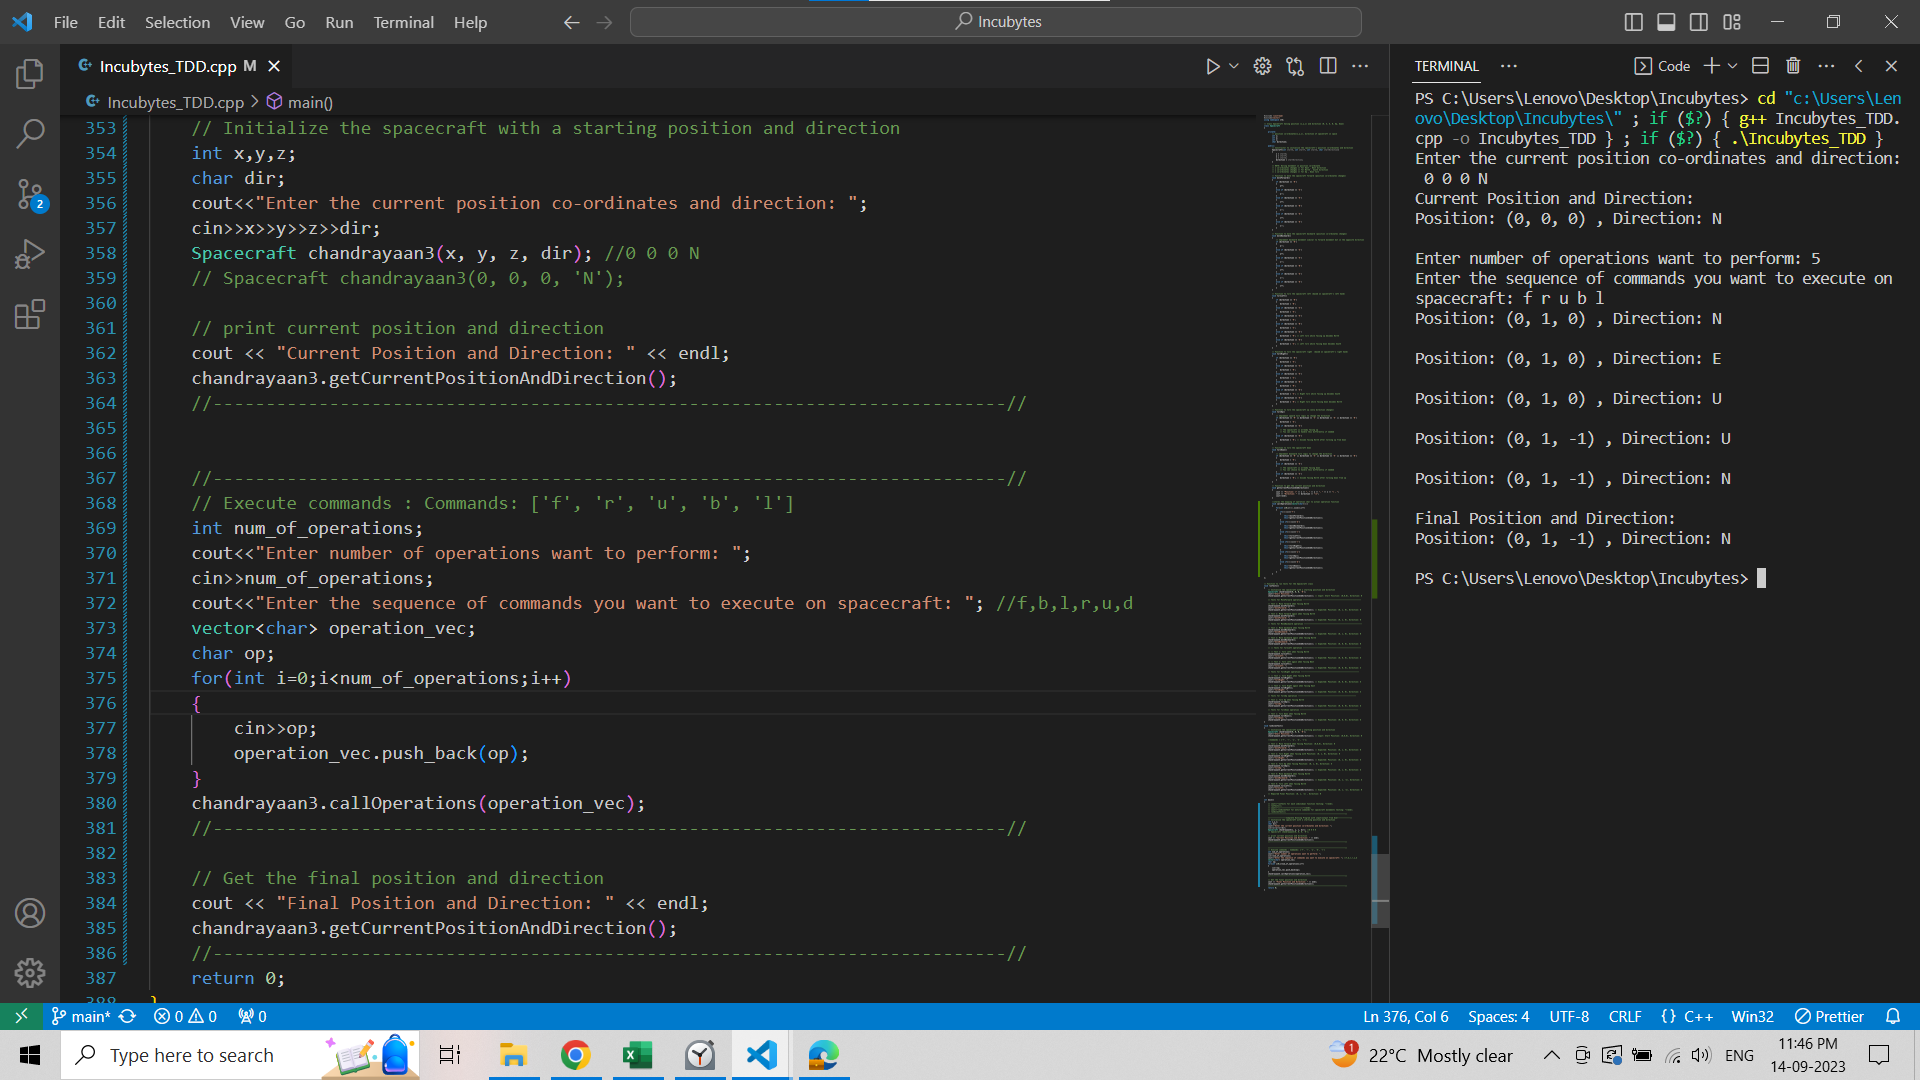 File Edit Selection View Go Run Terminal Help
Incubytes
Incubytes_TDD.cpp M
Incubytes_TDD.cpp > main()
353 // Initialize the spacecraft with a starting position and direction
354 int x,y,z;
355 char dir;
356 cout<<"Enter the current position co-ordinates and direction: ";
357 cin>>x>>y>>z>>dir;
358 Spacecraft chandrayaan3(x, y, z, dir); //0 0 0 N
359 // Spacecraft chandrayaan3(0, 0, 0, 'N');
360
361 // print current position and direction
362 cout << "Current Position and Direction: " << endl;
363 chandrayaan3.getCurrentPositionAndDirection();
364 //---------------------------------------------------------------------------//
365
366
367 //---------------------------------------------------------------------------//
368 // Execute commands : Commands: ['f', 'r', 'u', 'b', 'l']
369 int num_of_operations;
370 cout<<"Enter number of operations want to perform: ";
371 cin>>num_of_operations;
372 cout<<"Enter the sequence of commands you want to execute on spacecraft: "; //f,b,l,r,u,d
373 vector<char> operation_vec;
374 char op;
375 for(int i=0;i<num_of_operations;i++)
376 {
377 cin>>op;
378 operation_vec.push_back(op);
379 }
380 chandrayaan3.callOperations(operation_vec);
381 //---------------------------------------------------------------------------//
382
383 // Get the final position and direction
384 cout << "Final Position and Direction: " << endl;
385 chandrayaan3.getCurrentPositionAndDirection();
386 //---------------------------------------------------------------------------//
387 return 0;
388 }
TERMINAL
Code
PS C:\Users\Lenovo\Desktop\Incubytes> cd "c:\Users\Len
ovo\Desktop\Incubytes\" ; if ($?) { g++ Incubytes_TDD.
cpp -o Incubytes_TDD } ; if ($?) { .\Incubytes_TDD }
Enter the current position co-ordinates and direction:
0 0 0 N
Current Position and Direction:
Position: (0, 0, 0) , Direction: N
Enter number of operations want to perform: 5
Enter the sequence of commands you want to execute on
spacecraft: f r u b l
Position: (0, 1, 0) , Direction: N
Position: (0, 1, 0) , Direction: E
Position: (0, 1, 0) , Direction: U
Position: (0, 1, -1) , Direction: U
Position: (0, 1, -1) , Direction: N
Final Position and Direction:
Position: (0, 1, -1) , Direction: N
PS C:\Users\Lenovo\Desktop\Incubytes>
2
main* 0 0 0
Ln 376, Col 6 Spaces: 4 UTF-8 CRLF {} C++ Win32 Prettier
Type here to search
1
22°C Mostly clear
ENG
11:46 PM
14-09-2023